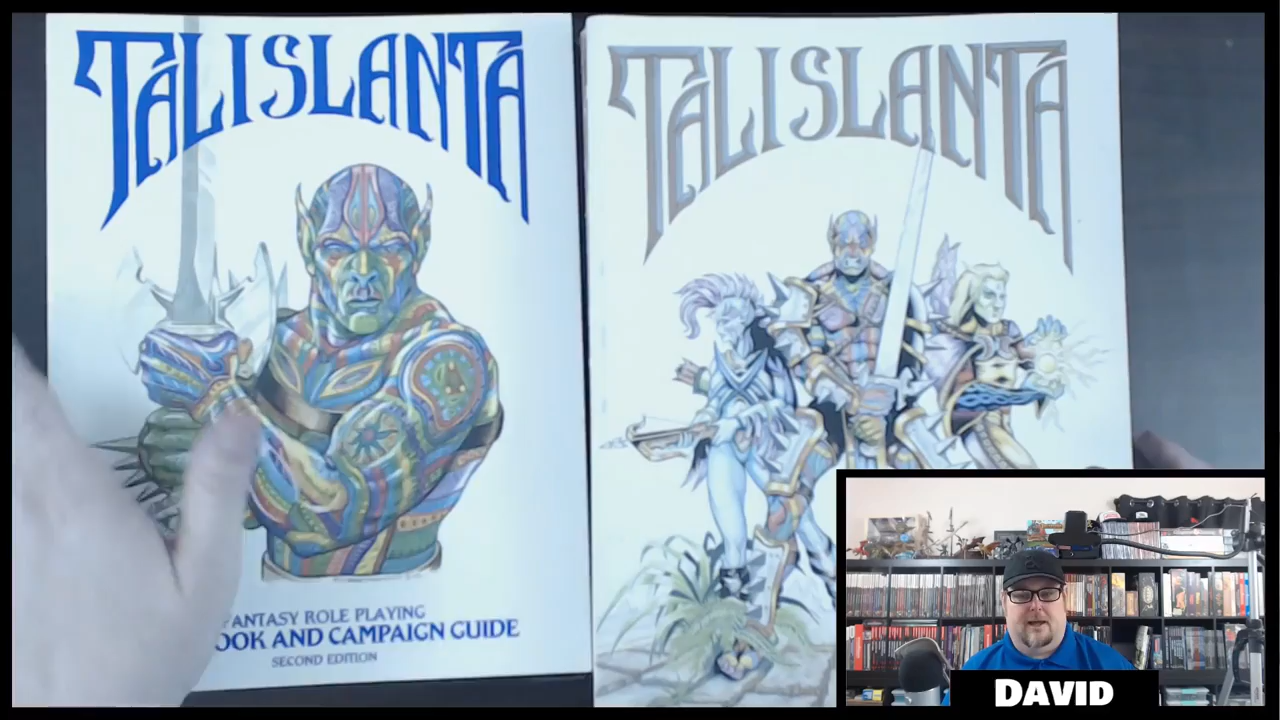 TALISLANTA
FANTASY ROLE PLAYING
OOK AND CAMPAIGN GUIDE
SECOND EDITION
TALISLANTA
DAVID